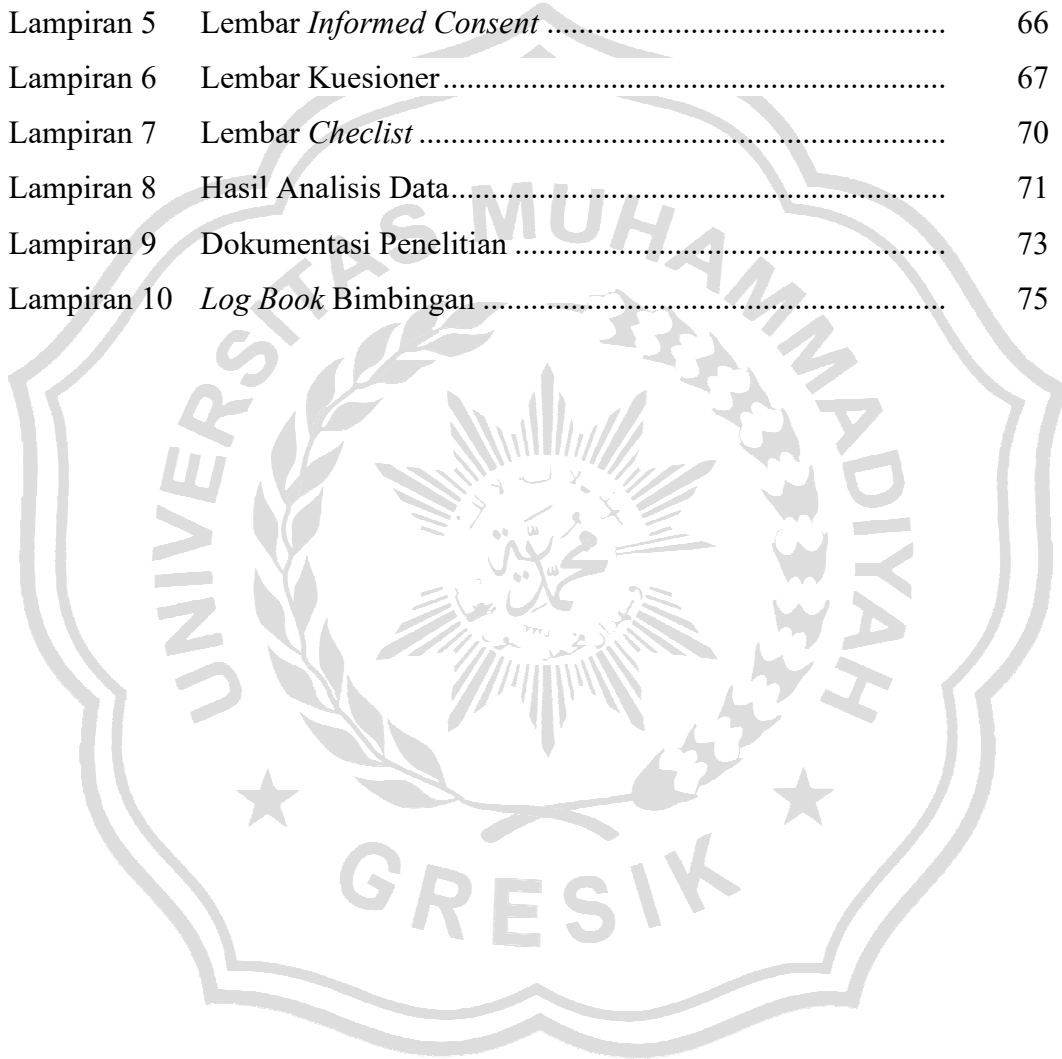 Lampiran 5 Lembar Informed Consent .................................................. 66
Lampiran 6 Lembar Kuesioner............................................................... 67
Lampiran 7 Lembar Checlist .................................................................. 70
Lampiran 8 Hasil Analisis Data.............................................................. 71
Lampiran 9 Dokumentasi Penelitian ...................................................... 73
Lampiran 10 Log Book Bimbingan .......................................................... 75
UNIVERSITAS MUHAMMADIYAH
محمد
GRESIK